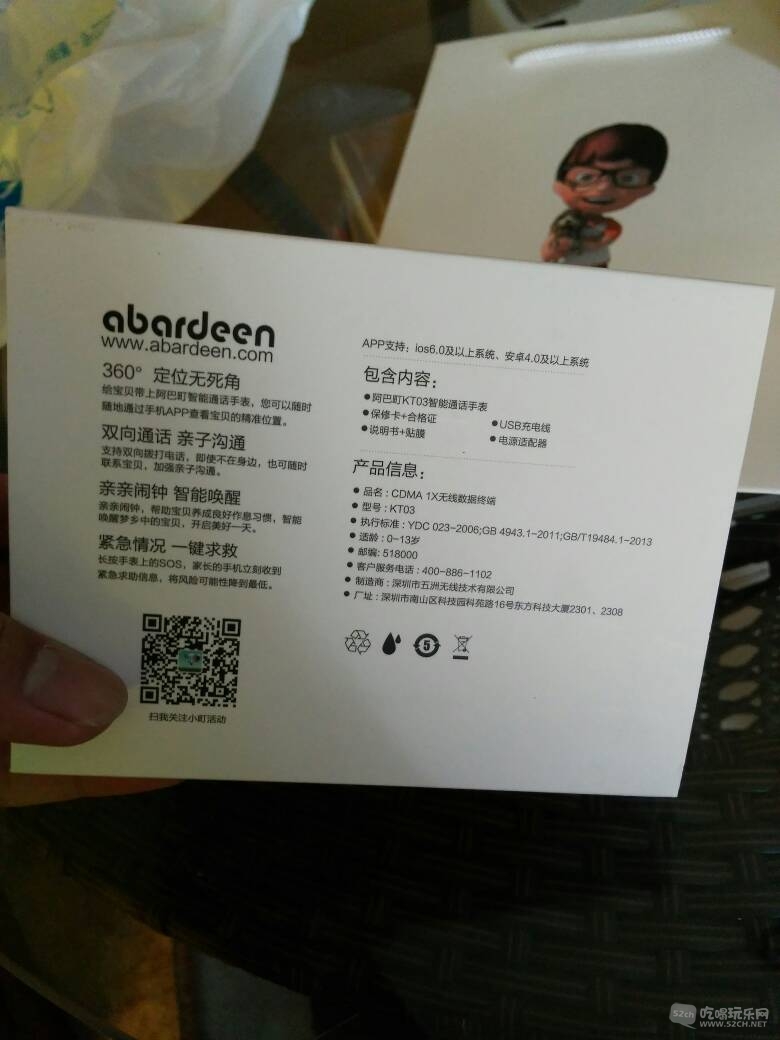 abardeen
www.abardeen.com
360° 定位无死角
给宝贝带上阿巴町智能通话手表，您可以随时
随地通过手机APP查看宝贝的精准位置。
双向通话 亲子沟通
支持双向拨打电话，即使不在身边，也可随时
联系宝贝，加强亲子沟通。
亲亲闹钟 智能唤醒
亲亲闹钟，帮助宝贝养成良好作息习惯，智能
唤醒梦乡中的宝贝，开启美好一天。
紧急情况 一键求救
长按手表上的SOS，家长的手机立刻收到
紧急求助信息，将风险可能性降到最低。
扫我关注小町活动
APP支持：ios6.0及以上系统、安卓4.0及以上系统
包含内容：
●阿巴町KT03智能通话手表
●保修卡+合格证
●USB充电线
●说明书+贴膜
●电源适配器
产品信息：
● 品名：CDMA 1X无线数据终端
● 型号：KT03
● 执行标准：YDC 023-2006;GB 4943.1-2011;GB/T19484.1-2013
● 适龄：0-13岁
● 邮编: 518000
● 客户服务电话：400-886-1102
● 制造商：深圳市五洲无线技术有限公司
● 厂址：深圳市南山区科技园科苑路16号东方科技大厦2301、2308
5
52ch 吃喝玩乐网
WWW.52CH.NET